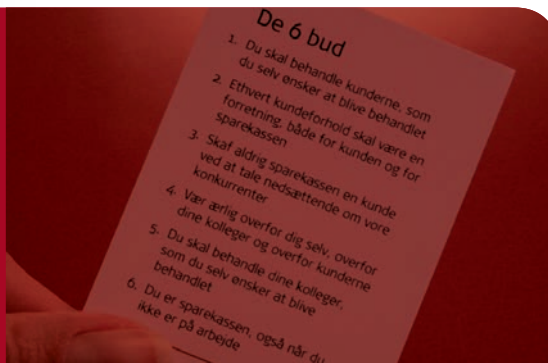 De 6 bud
1. Du skal behandle kunderne, som
du selv ønsker at blive behandlet
2. Ethvert kundeforhold skal være en
forretning, både for kunden og for
sparekassen
3. Skaf aldrig sparekassen en kunde
ved at tale nedsættende om vore
konkurrenter
4. Vær ærlig overfor dig selv, overfor
dine kolleger og overfor kunderne
5. Du skal behandle dine kolleger,
som du selv ønsker at blive
behandlet
6. Du er sparekassen, også når du
ikke er på arbejde